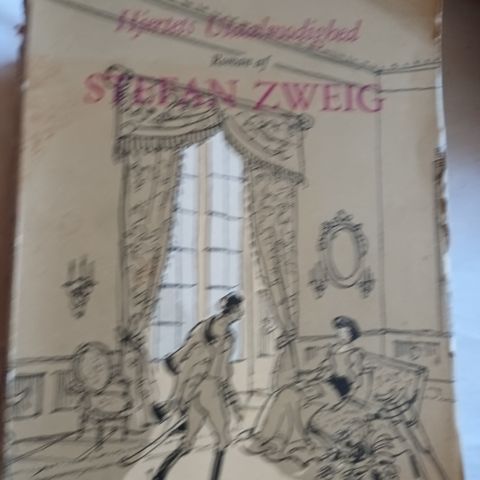 Hjertets Utaalmodighed
Roman af
STEFAN ZWEIG